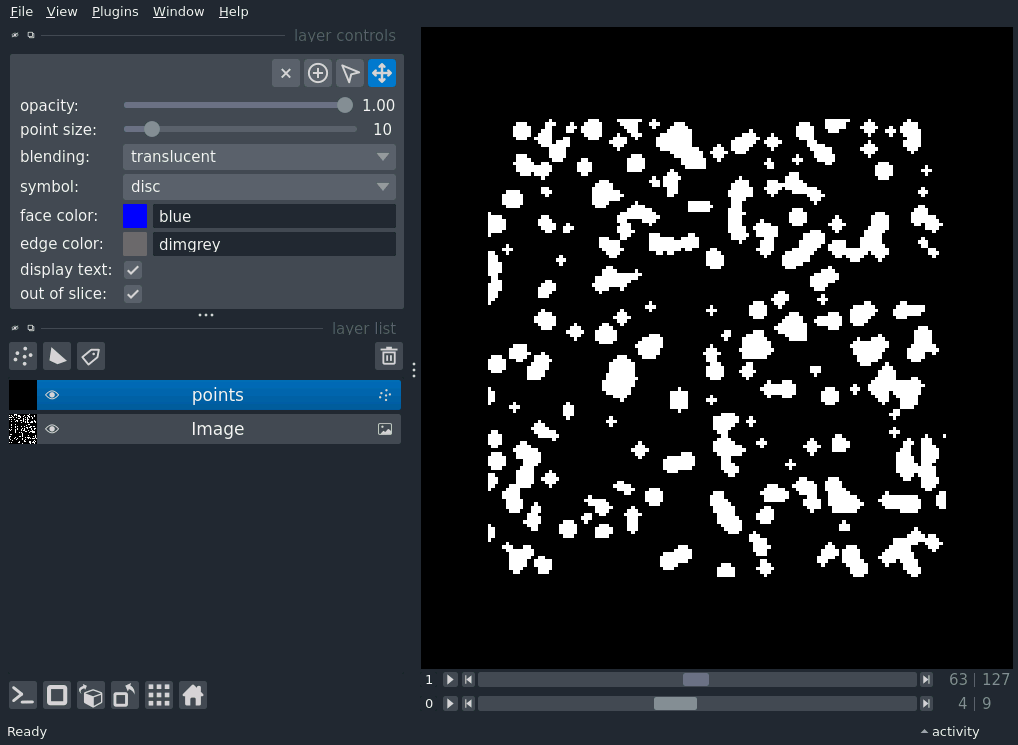 File View Plugins Window Help
layer controls
opacity: 1.00
point size: 10
blending: translucent
symbol: disc
face color: blue
edge color: dimgrey
display text:
out of slice:
layer list
points
Image
1 63 | 127
0 4 | 9
Ready activity